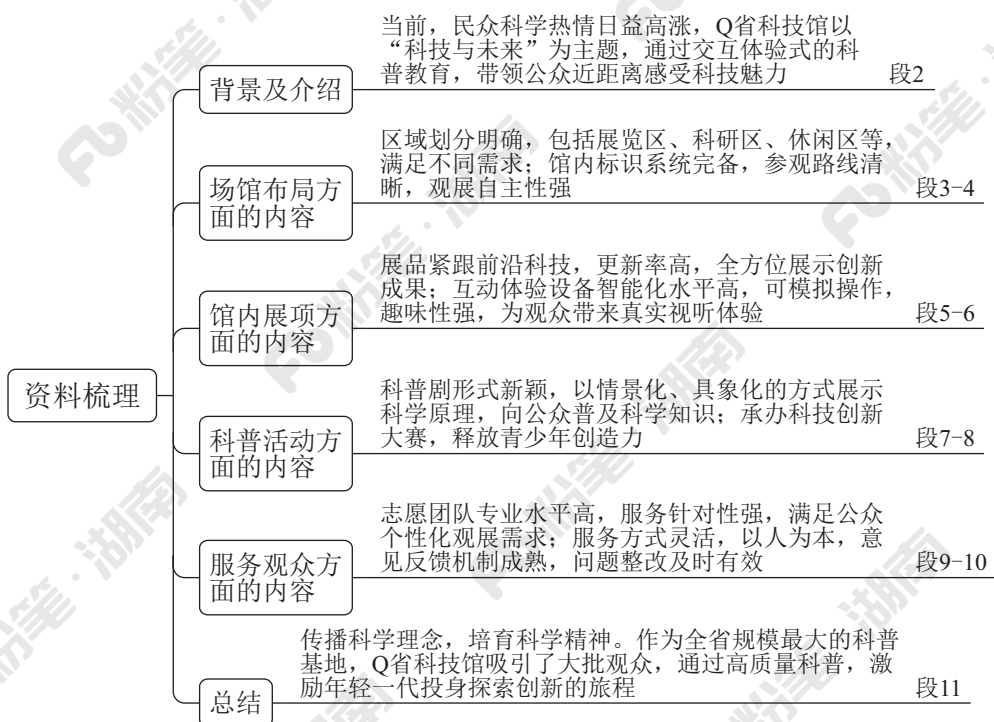 资料梳理
背景及介绍
当前，民众科学热情日益高涨，Q省科技馆以
“科技与未来”为主题，通过交互体验式的科
普教育，带领公众近距离感受科技魅力 段2
场馆布局方
面的内容
区域划分明确，包括展览区、科研区、休闲区等，
满足不同需求；馆内标识系统完备，参观路线清
晰，观展自主性强 段3-4
馆内展项方
面的内容
展品紧跟前沿科技，更新率高，全方位展示创新
成果；互动体验设备智能化水平高，可模拟操作，
趣味性强，为观众带来真实视听体验 段5-6
科普活动方
面的内容
科普剧形式新颖，以情景化、具象化的方式展示
科学原理，向公众普及科学知识；承办科技创新
大赛，释放青少年创造力 段7-8
服务观众方
面的内容
志愿团队专业水平高，服务针对性强，满足公众
个性化观展需求；服务方式灵活，以人为本，意
见反馈机制成熟，问题整改及时有效 段9-10
总结
传播科学理念，培育科学精神。作为全省规模最大的科普
基地，Q省科技馆吸引了大批观众，通过高质量科普，激
励年轻一代投身探索创新的旅程 段11
粉笔·湖南
粉笔·湖南
粉笔·湖南
粉笔·湖南